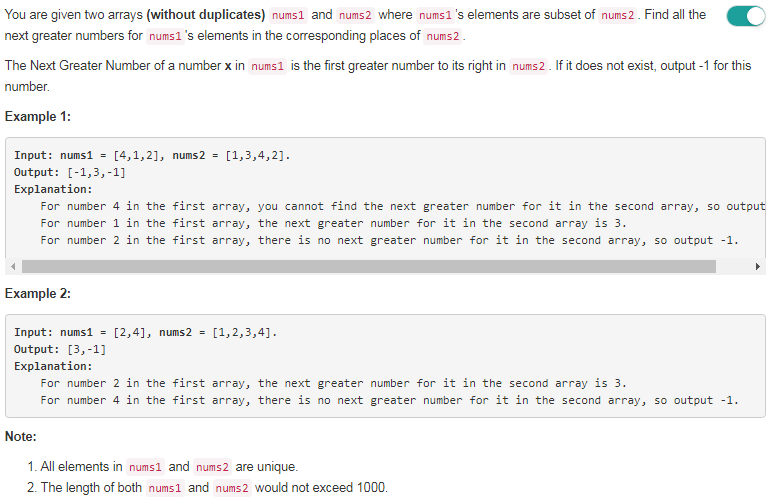 You are given two arrays (without duplicates) nums1 and nums2 where nums1's elements are subset of nums2. Find all the
next greater numbers for nums1's elements in the corresponding places of nums2.
The Next Greater Number of a number x in nums1 is the first greater number to its right in nums2. If it does not exist, output -1 for this
number.
Example 1:
Input: nums1 = [4,1,2], nums2 = [1,3,4,2].
Output: [-1,3,-1]
Explanation:
For number 4 in the first array, you cannot find the next greater number for it in the second array, so output
For number 1 in the first array, the next greater number for it in the second array is 3.
For number 2 in the first array, there is no next greater number for it in the second array, so output -1.
Example 2:
Input: nums1 = [2,4], nums2 = [1,2,3,4].
Output: [3,-1]
Explanation:
For number 2 in the first array, the next greater number for it in the second array is 3.
For number 4 in the first array, there is no next greater number for it in the second array, so output -1.
Note:
1. All elements in nums1 and nums2 are unique.
2. The length of both nums1 and nums2 would not exceed 1000.